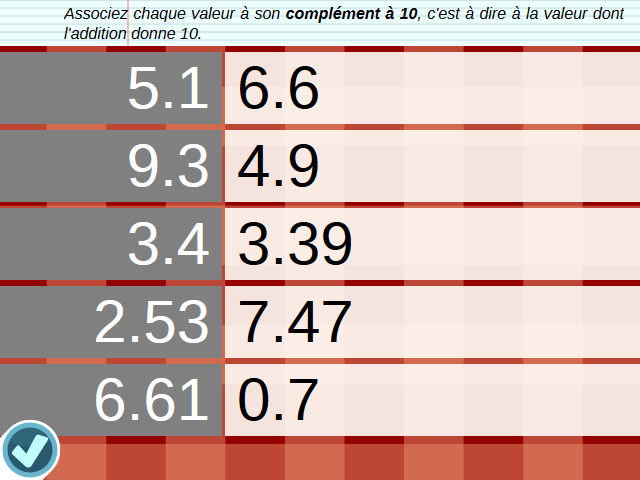 Associez chaque valeur à son complément à 10, c'est à dire à la valeur dont
l'addition donne 10.
5.1 6.6
9.3 4.9
3.4 3.39
2.53 7.47
6.61 0.7